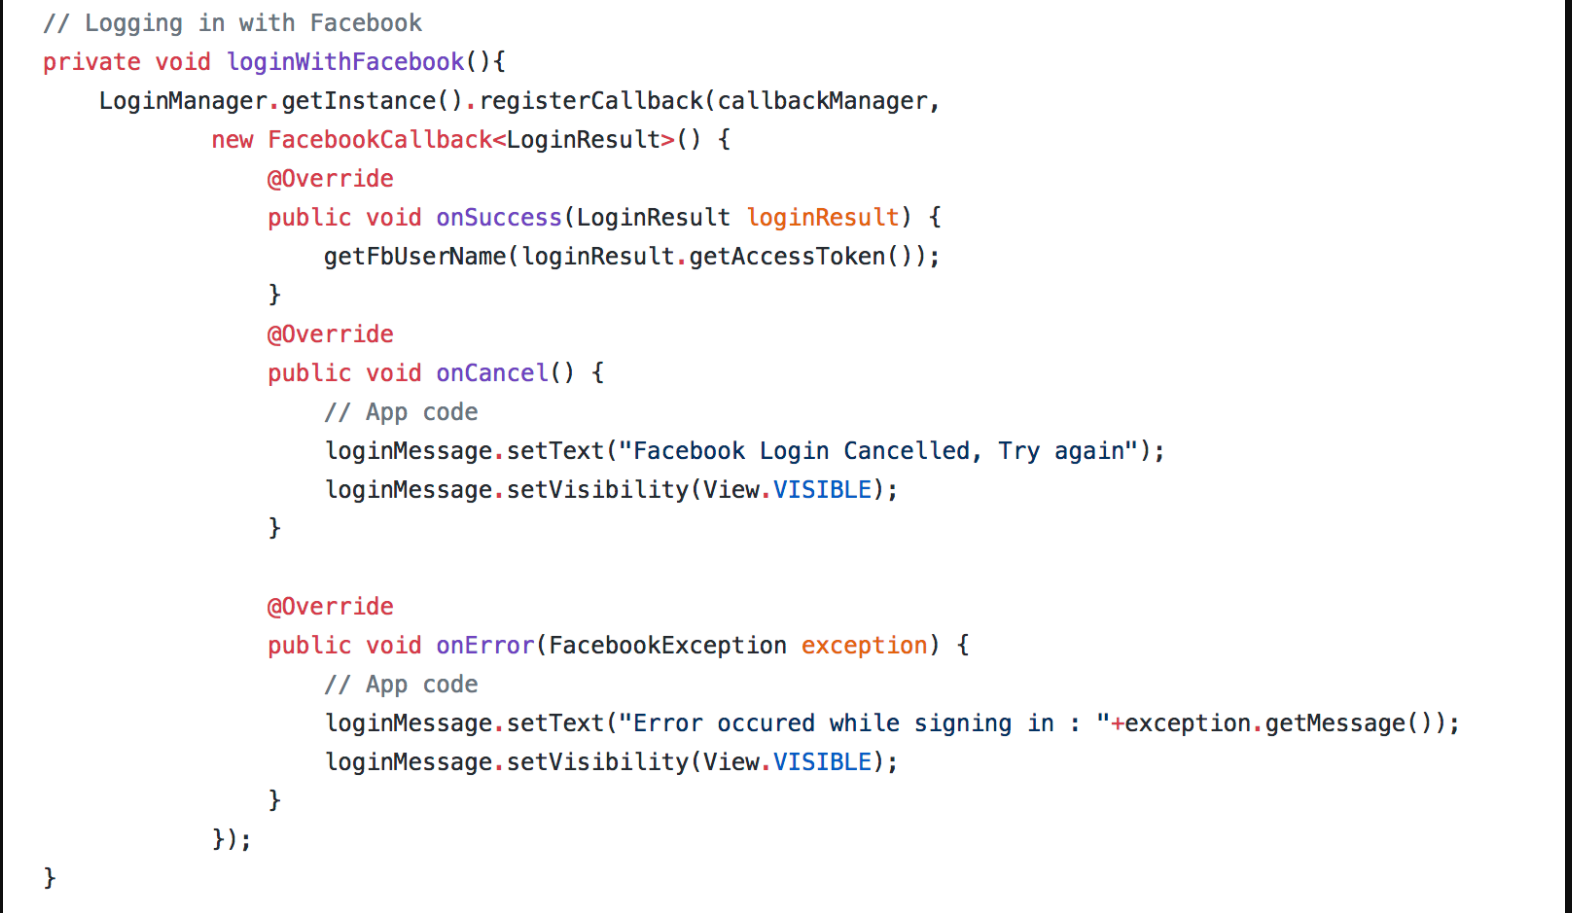 // Logging in with Facebook
private void loginWithFacebook(){
    LoginManager.getInstance().registerCallback(callbackManager,
            new FacebookCallback<LoginResult>() {
                @Override
                public void onSuccess(LoginResult loginResult) {
                    getFbUserName(loginResult.getAccessToken());
                }
                @Override
                public void onCancel() {
                    // App code
                    loginMessage.setText("Facebook Login Cancelled, Try again");
                    loginMessage.setVisibility(View.VISIBLE);
                }

                @Override
                public void onError(FacebookException exception) {
                    // App code
                    loginMessage.setText("Error occured while signing in : "+exception.getMessage());
                    loginMessage.setVisibility(View.VISIBLE);
                }
            });
}